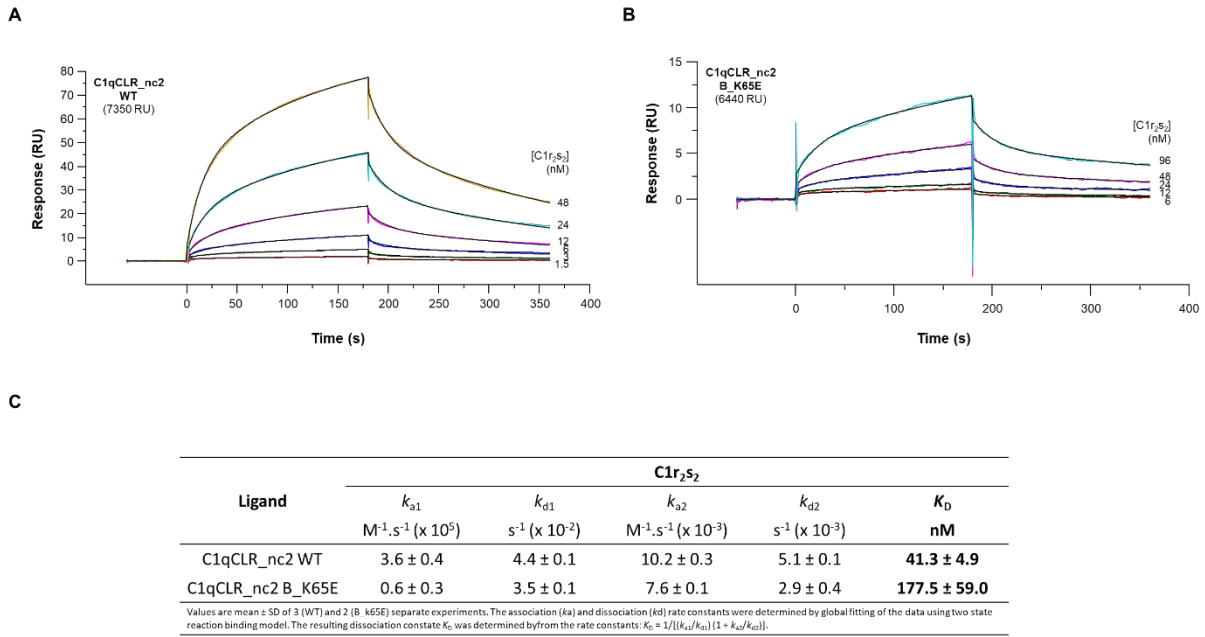 A
C1qCLR_nc2
WT
(7350 RU)
Response (RU)
80
70
60
50
40
30
20
10
0
0 50 100 150 200 250 300 350 400
Time (s)
[C1r₂s₂]
(nM)
48
24
12
6
3
1.5
B
C1qCLR_nc2
B_K65E
(6440 RU)
Response (RU)
15
10
5
0
0 100 200 300 400
Time (s)
[C1r₂s₂]
(nM)
96
48
24
12
6
C
C1r₂s₂
Ligand kₐ₁ k_d1 kₐ₂ k_d2 K_D
M⁻¹.s⁻¹ (x 10⁵) s⁻¹ (x 10⁻²) M⁻¹.s⁻¹ (x 10⁻³) s⁻¹ (x 10⁻³) nM
C1qCLR_nc2 WT 3.6 ± 0.4 4.4 ± 0.1 10.2 ± 0.3 5.1 ± 0.1 41.3 ± 4.9
C1qCLR_nc2 B_K65E 0.6 ± 0.3 3.5 ± 0.1 7.6 ± 0.1 2.9 ± 0.4 177.5 ± 59.0
Values are mean ± SD of 3 (WT) and 2 (B_k65E) separate experiments. The association (ka) and dissociation (kd) rate constants were determined by global fitting of the data using two state
reaction binding model. The resulting dissociation constate K_D was determined byfrom the rate constants: K_D = 1/[(kₐ₁/k_d1) (1 + kₐ₂/k_d2)].